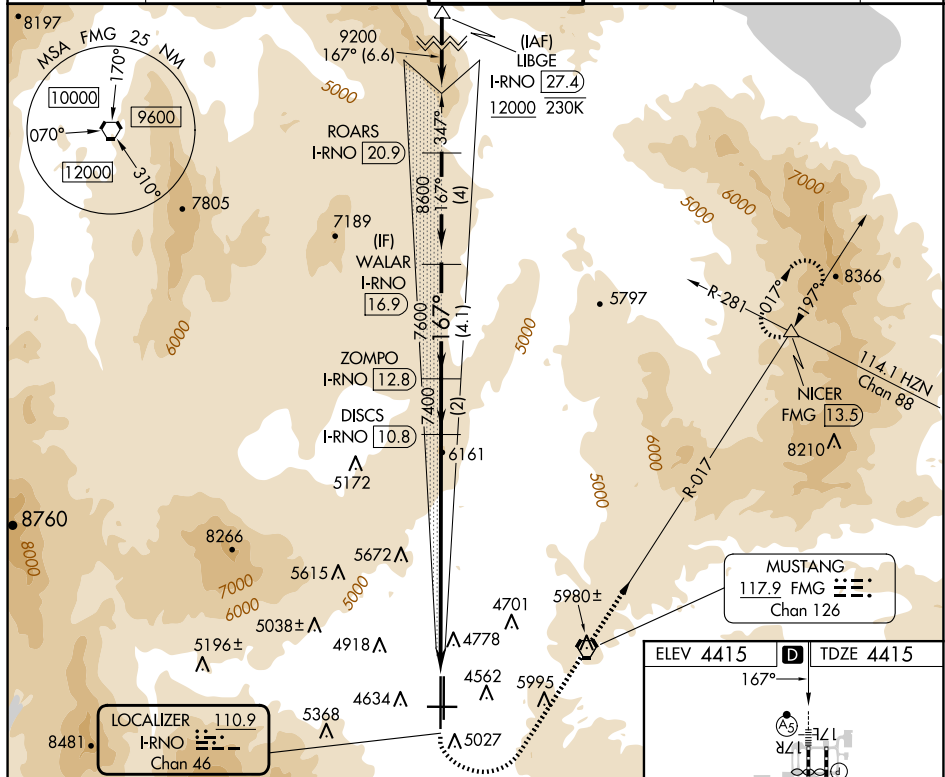 8197
MSA FMG 25 NM
170°
10000
9600
070°
12000
310°
9200
167° (6.6)
(IAF)
LIBGE
I-RNO 27.4
12000 230K
5000
347°
ROARS
I-RNO 20.9
8600
167°
(4)
7805
7189
(IF)
WALAR
I-RNO
16.9
7600
167°
(4.1)
6000
5000
6000
7000
8366
017°
197°
R-281
5797
5000
114.1 HZN
Chan 88
NICER
FMG 13.5
8210
ZOMPO
I-RNO 12.8
7400
(2)
DISCS
I-RNO 10.8
6161
5172
6000
R-017
5000
8760
8000
8266
7000
6000
5615
5672
5000
MUSTANG
117.9 FMG
Chan 126
5980±
5038±
4918
4701
4778
5196±
ELEV 4415
D
TDZE 4415
167°
A5
17L
17R
P
4634
4562
5995
5368
5027
8481
LOCALIZER 110.9
I-RNO
Chan 46